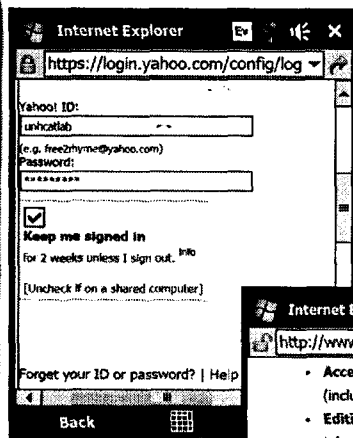 Internet Explorer
https://login.yahoo.com/config/log
Yahoo! ID:
unhcatlab
(e.g. free2rhyme@yahoo.com)
Password:
*********
Keep me signed in
for 2 weeks unless I sign out. Info
[Uncheck if on a shared computer]
Forget your ID or password? | Help
Back
Internet E
http://www
• Acce
(inclu
• Editi